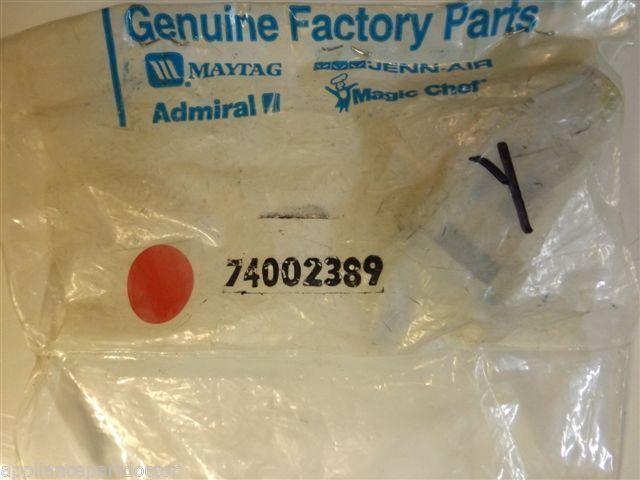 Genuine Factory Parts
MAYTAG JENN-AIR
Admiral Magic Chef
Y
74002389